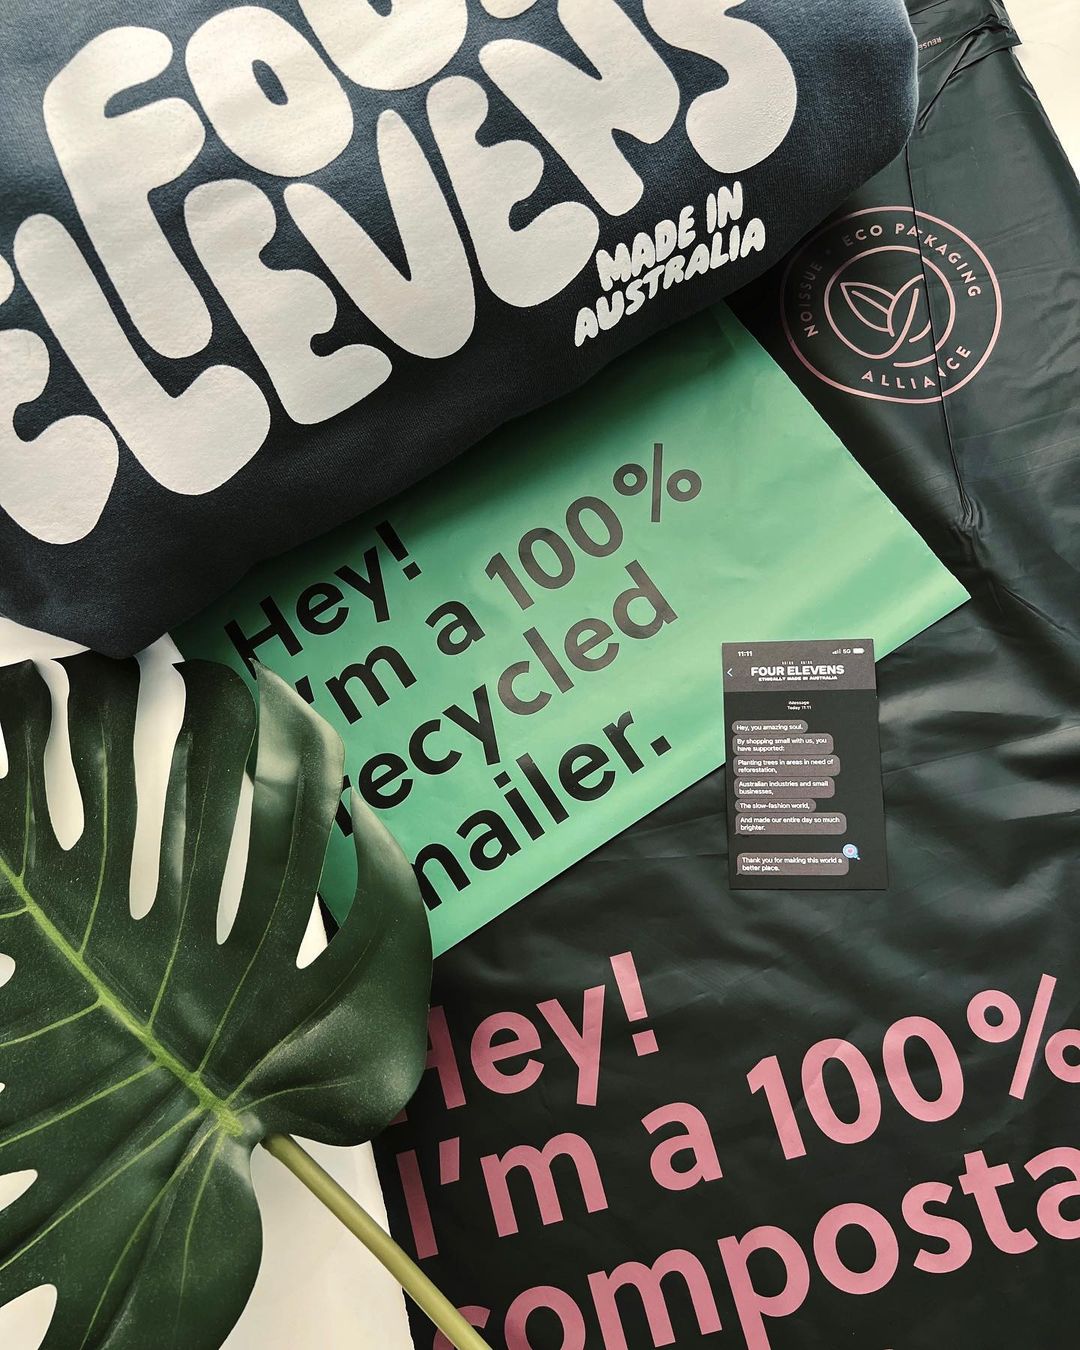 FOUR
ELEVENS
MADE IN
AUSTRALIA
REUSE
NOISSUE • ECO PACKAGING
ALLIANCE
Hey!
I'm a 100%
recycled
mailer.
11:11
5G
FOUR ELEVENS
ETHICALLY MADE IN AUSTRALIA
iMessage
Today 11:11
Hey, you amazing soul.
By shopping small with us, you
have supported:
Planting trees in areas in need of
reforestation,
Australian industries and small
businesses,
The slow-fashion world,
And made our entire day so much
brighter.
Thank you for making this world a
better place.
Hey!
I'm a 100%
composta